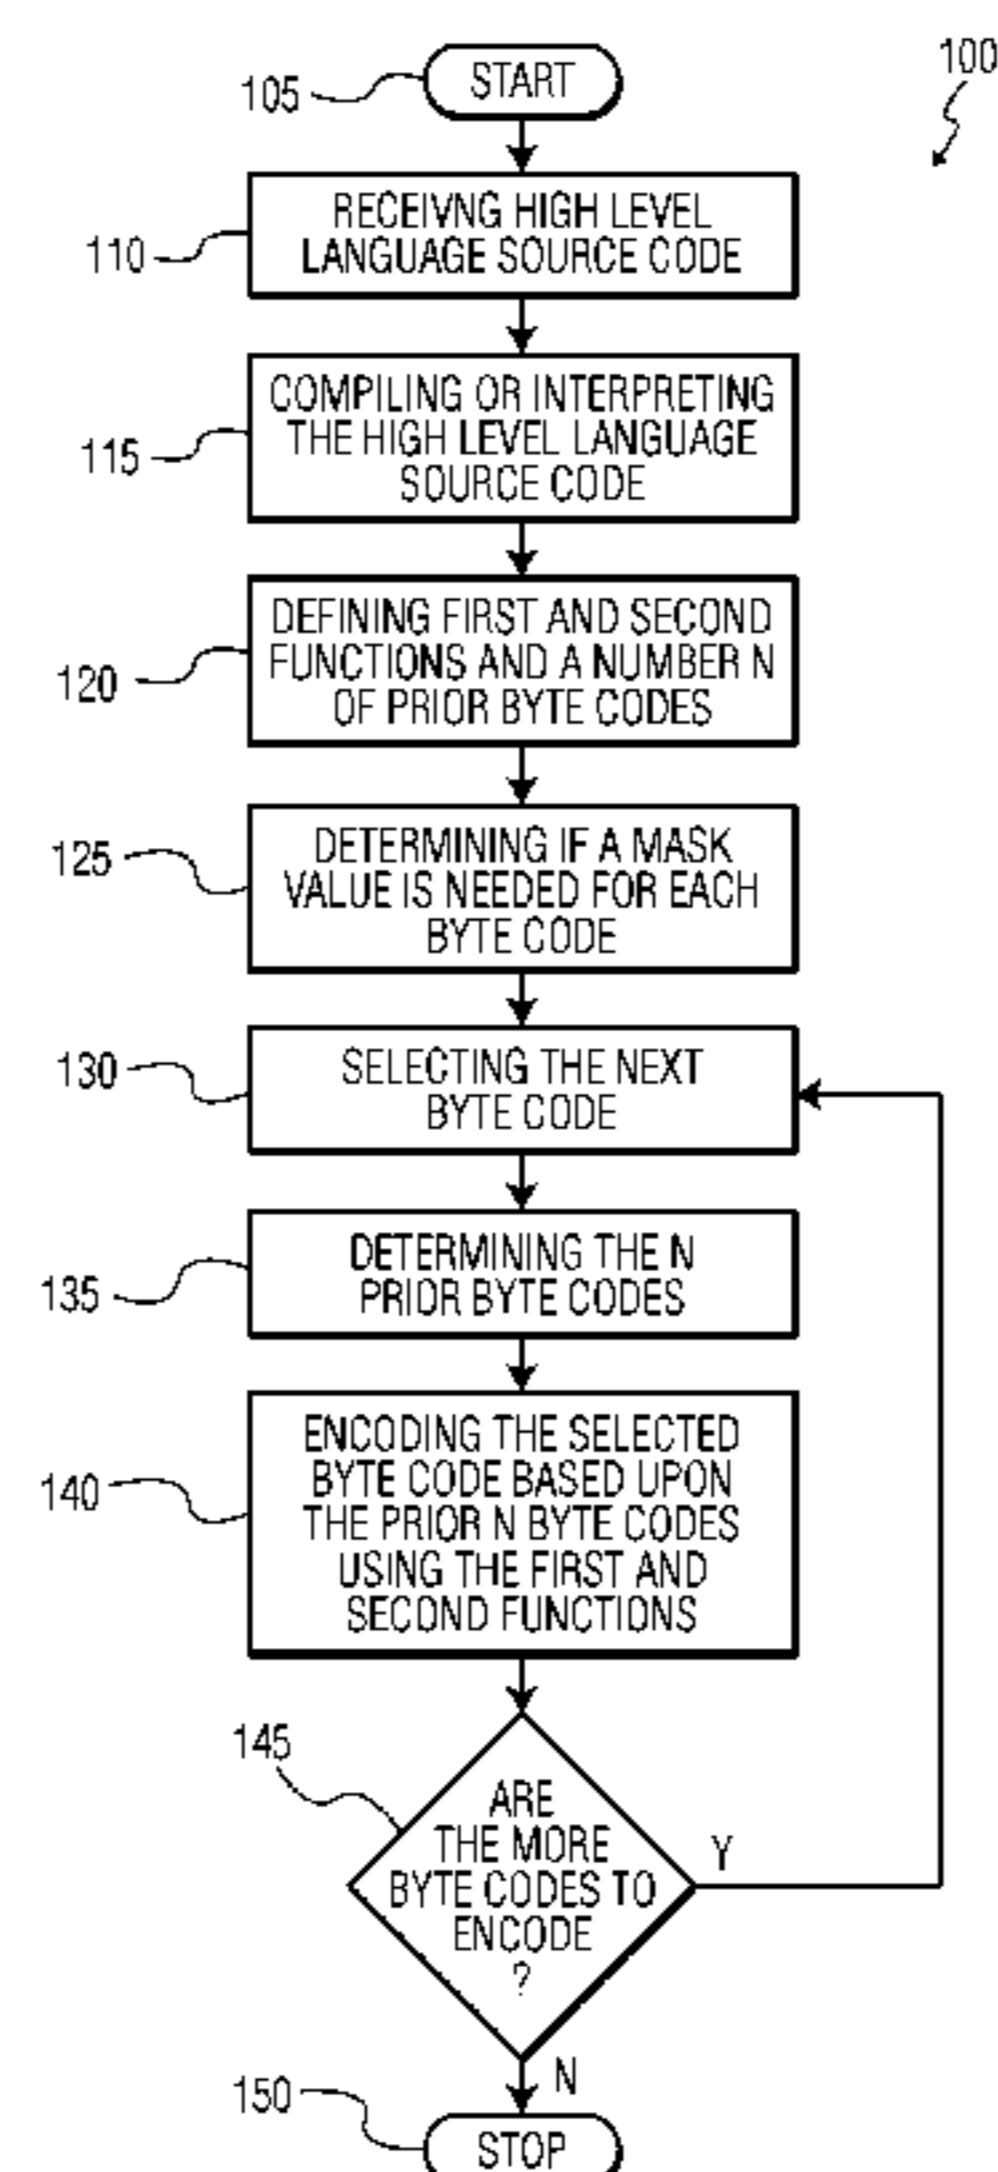 100
105
START
110
RECEIVNG HIGH LEVEL
LANGUAGE SOURCE CODE
115
COMPILING OR INTERPRETING
THE HIGH LEVEL LANGUAGE
SOURCE CODE
120
DEFINING FIRST AND SECOND
FUNCTIONS AND A NUMBER N
OF PRIOR BYTE CODES
125
DETERMINING IF A MASK
VALUE IS NEEDED FOR EACH
BYTE CODE
130
SELECTING THE NEXT
BYTE CODE
135
DETERMINING THE N
PRIOR BYTE CODES
140
ENCODING THE SELECTED
BYTE CODE BASED UPON
THE PRIOR N BYTE CODES
USING THE FIRST AND
SECOND FUNCTIONS
145
ARE
THE MORE
BYTE CODES TO
ENCODE
?
Y
N
150
STOP